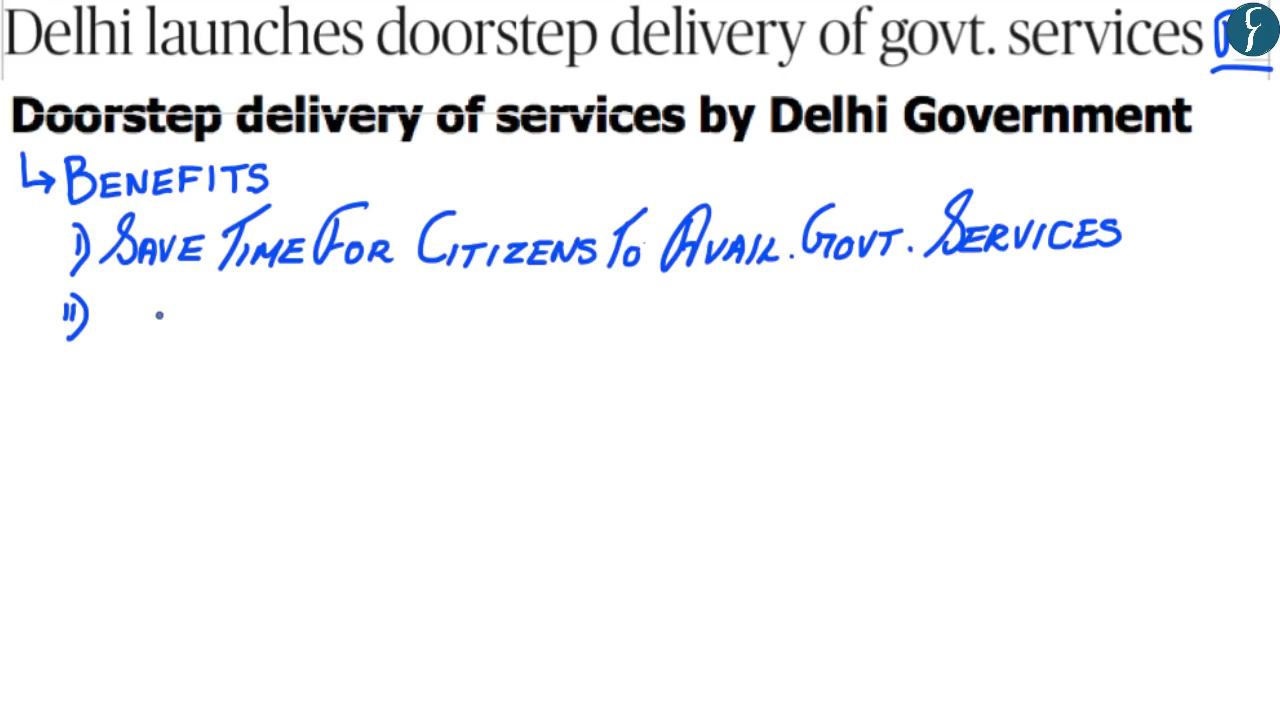 Delhi launches doorstep delivery of govt. services
Doorstep delivery of services by Delhi Government
↳ BENEFITS
i) SAVE TIME FOR CITIZENS TO AVAIL. GOVT. SERVICES
ii)